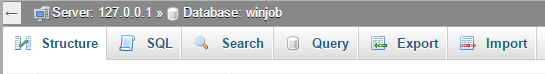 Server: 127.0.0.1 » Database: winjob
Structure SQL Search Query Export Import